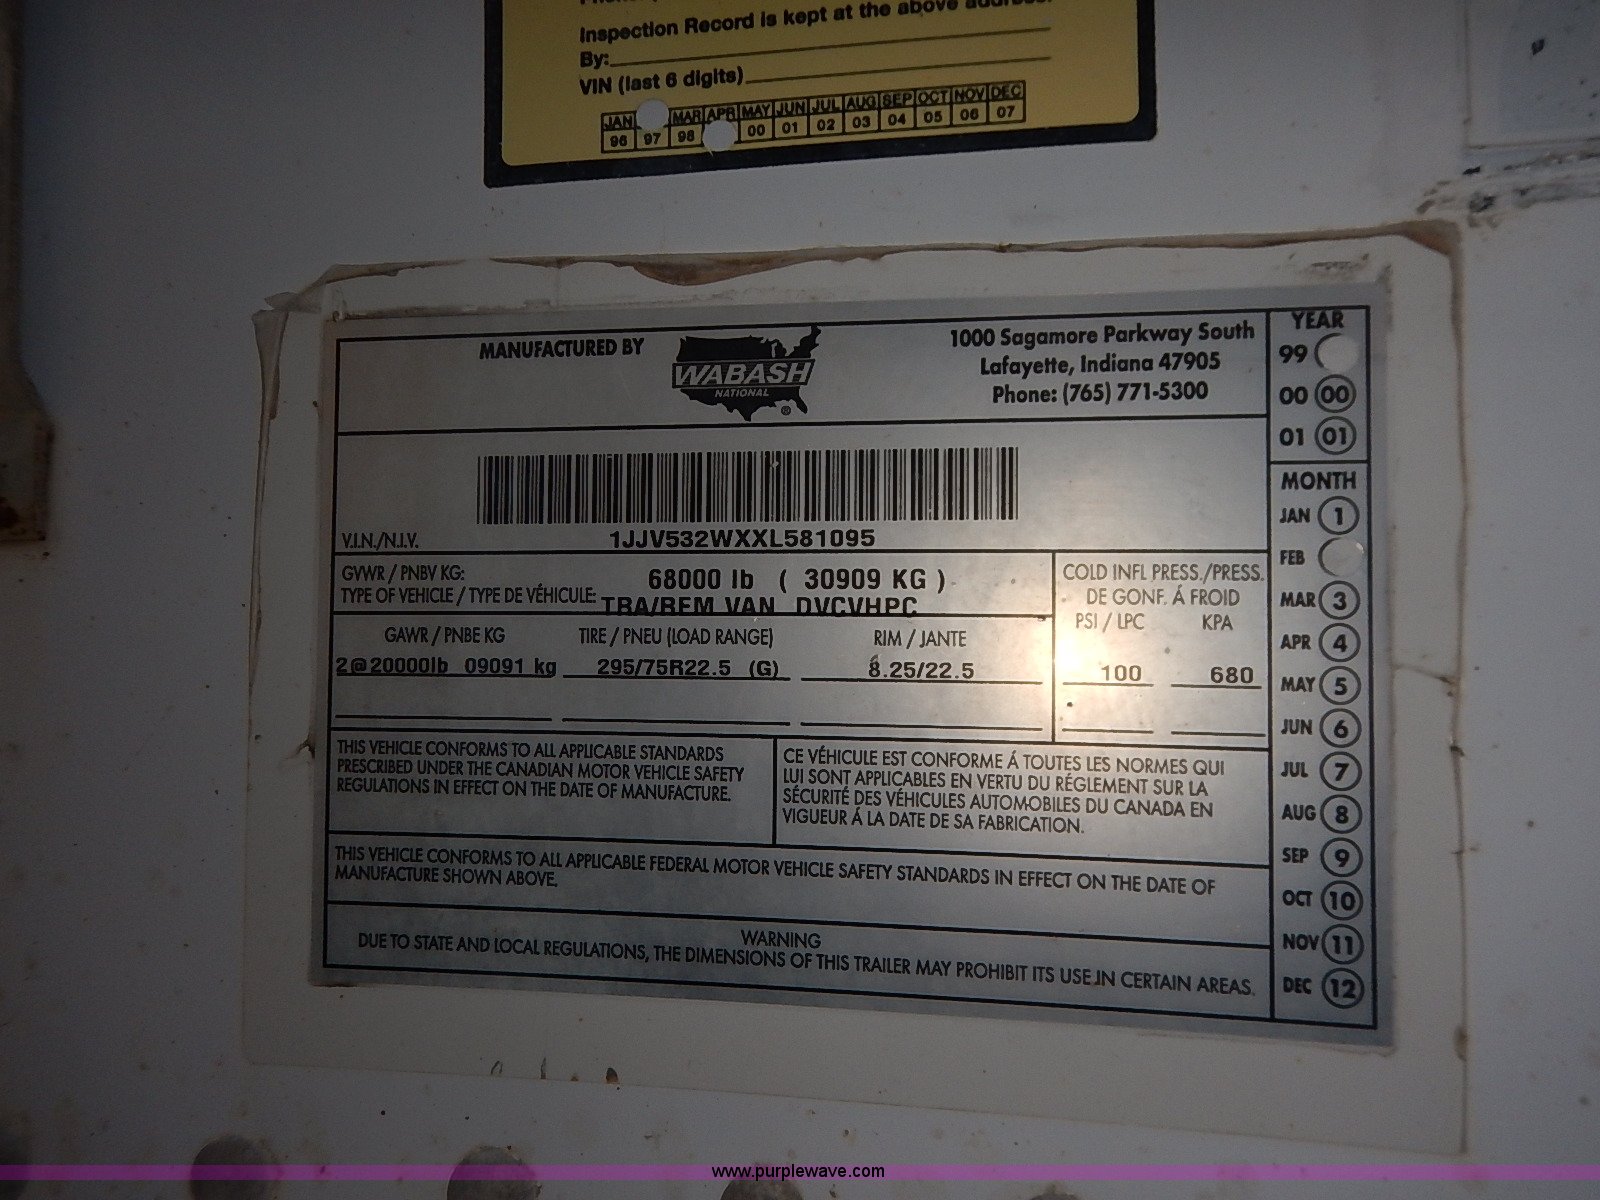 Inspection Record is kept at the above address.
By:
VIN (last 6 digits)
JAN MAR APR MAY JUN JUL AUG SEP OCT NOV DEC
96 97 98 00 01 02 03 04 05 06 07
MANUFACTURED BY
WABASH
NATIONAL
®
1000 Sagamore Parkway South
Lafayette, Indiana 47905
Phone: (765) 771-5300
V.I.N./N.I.V.
1JJV532WXXL581095
GVWR / PNBV KG:
68000 lb ( 30909 KG )
TYPE OF VEHICLE / TYPE DE VÉHICULE:
TRA/REM VAN DVCVHPC
COLD INFL PRESS./PRESS.
DE GONF. Á FROID
PSI / LPC KPA
100 680
GAWR / PNBE KG TIRE / PNEU (LOAD RANGE) RIM / JANTE
2@20000lb 09091 kg 295/75R22.5 (G) 8.25/22.5
THIS VEHICLE CONFORMS TO ALL APPLICABLE STANDARDS
PRESCRIBED UNDER THE CANADIAN MOTOR VEHICLE SAFETY
REGULATIONS IN EFFECT ON THE DATE OF MANUFACTURE.
CE VÉHICULE EST CONFORME Á TOUTES LES NORMES QUI
LUI SONT APPLICABLES EN VERTU DU RÉGLEMENT SUR LA
SÉCURITÉ DES VÉHICULES AUTOMOBILES DU CANADA EN
VIGUEUR Á LA DATE DE SA FABRICATION.
THIS VEHICLE CONFORMS TO ALL APPLICABLE FEDERAL MOTOR VEHICLE SAFETY STANDARDS IN EFFECT ON THE DATE OF
MANUFACTURE SHOWN ABOVE.
WARNING
DUE TO STATE AND LOCAL REGULATIONS, THE DIMENSIONS OF THIS TRAILER MAY PROHIBIT ITS USE IN CERTAIN AREAS.
YEAR
99
00 00
01 01
MONTH
JAN 1
FEB
MAR 3
APR 4
MAY 5
JUN 6
JUL 7
AUG 8
SEP 9
OCT 10
NOV 11
DEC 12
www.purplewave.com